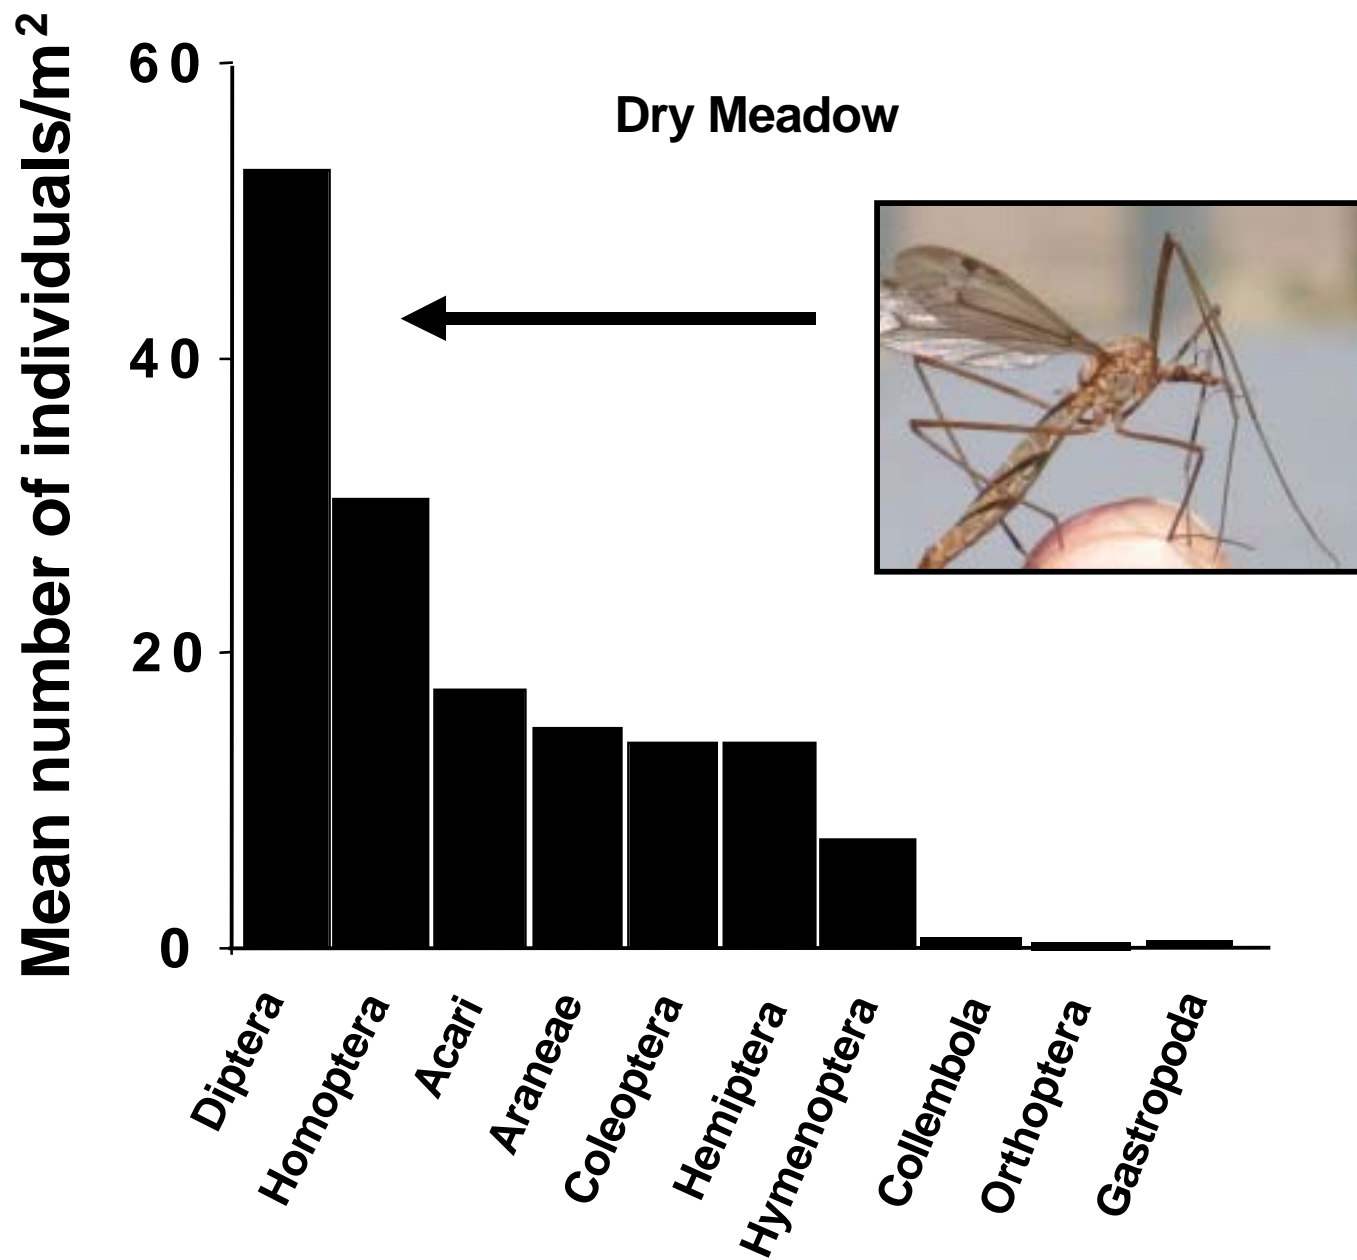 Mean number of individuals/m²
60
40
20
0
Dry Meadow
Diptera
Homoptera
Acari
Araneae
Coleoptera
Hemiptera
Hymenoptera
Collembola
Orthoptera
Gastropoda